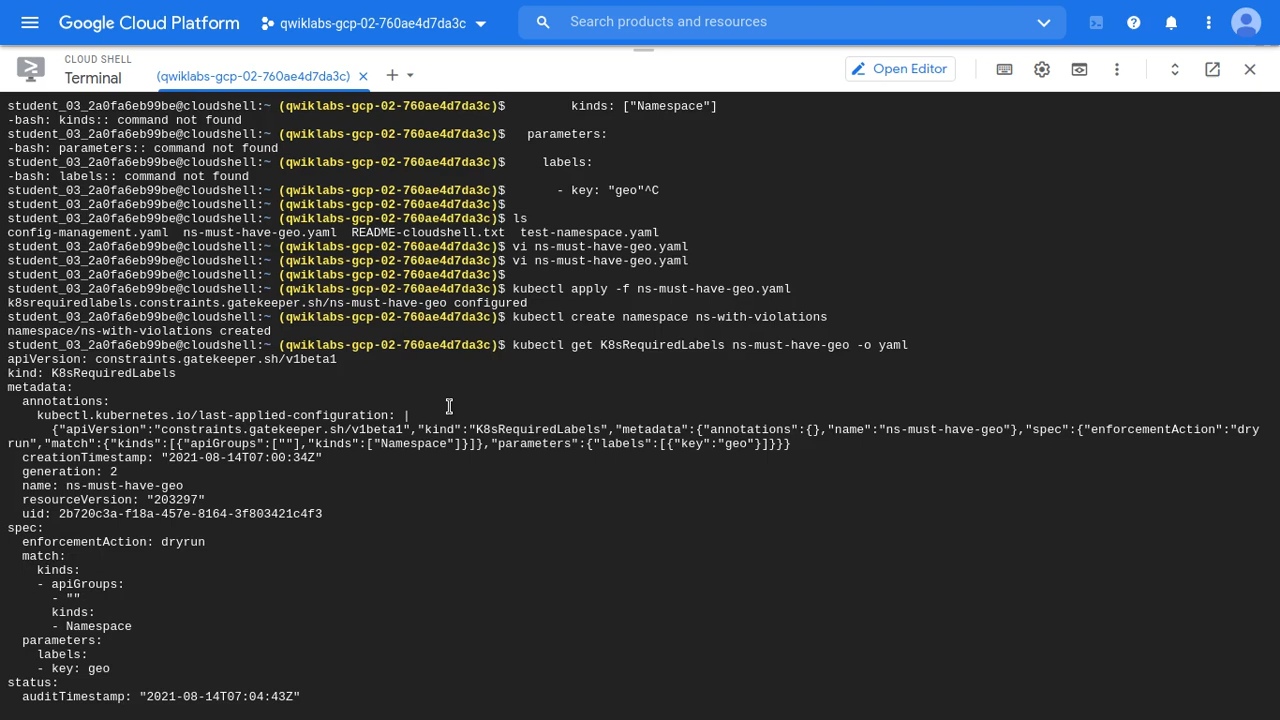 Google Cloud Platform
qwiklabs-gcp-02-760ae4d7da3c
Search products and resources
CLOUD SHELL
Terminal
(qwiklabs-gcp-02-760ae4d7da3c)
Open Editor
student_03_2a0fa6eb99be@cloudshell:~ (qwiklabs-gcp-02-760ae4d7da3c)$         kinds: ["Namespace"]
-bash: kinds:: command not found
student_03_2a0fa6eb99be@cloudshell:~ (qwiklabs-gcp-02-760ae4d7da3c)$   parameters:
-bash: parameters:: command not found
student_03_2a0fa6eb99be@cloudshell:~ (qwiklabs-gcp-02-760ae4d7da3c)$     labels:
-bash: labels:: command not found
student_03_2a0fa6eb99be@cloudshell:~ (qwiklabs-gcp-02-760ae4d7da3c)$       - key: "geo"^C
student_03_2a0fa6eb99be@cloudshell:~ (qwiklabs-gcp-02-760ae4d7da3c)$
student_03_2a0fa6eb99be@cloudshell:~ (qwiklabs-gcp-02-760ae4d7da3c)$ ls
config-management.yaml  ns-must-have-geo.yaml  README-cloudshell.txt  test-namespace.yaml
student_03_2a0fa6eb99be@cloudshell:~ (qwiklabs-gcp-02-760ae4d7da3c)$ vi ns-must-have-geo.yaml
student_03_2a0fa6eb99be@cloudshell:~ (qwiklabs-gcp-02-760ae4d7da3c)$ vi ns-must-have-geo.yaml
student_03_2a0fa6eb99be@cloudshell:~ (qwiklabs-gcp-02-760ae4d7da3c)$
student_03_2a0fa6eb99be@cloudshell:~ (qwiklabs-gcp-02-760ae4d7da3c)$ kubectl apply -f ns-must-have-geo.yaml
k8srequiredlabels.constraints.gatekeeper.sh/ns-must-have-geo configured
student_03_2a0fa6eb99be@cloudshell:~ (qwiklabs-gcp-02-760ae4d7da3c)$ kubectl create namespace ns-with-violations
namespace/ns-with-violations created
student_03_2a0fa6eb99be@cloudshell:~ (qwiklabs-gcp-02-760ae4d7da3c)$ kubectl get K8sRequiredLabels ns-must-have-geo -o yaml
apiVersion: constraints.gatekeeper.sh/v1beta1
kind: K8sRequiredLabels
metadata:
  annotations:
    kubectl.kubernetes.io/last-applied-configuration: |
      {"apiVersion":"constraints.gatekeeper.sh/v1beta1","kind":"K8sRequiredLabels","metadata":{"annotations":{},"name":"ns-must-have-geo"},"spec":{"enforcementAction":"dry
run","match":{"kinds":[{"apiGroups":[""],"kinds":["Namespace"]}]},"parameters":{"labels":[{"key":"geo"}]}}}
  creationTimestamp: "2021-08-14T07:00:34Z"
  generation: 2
  name: ns-must-have-geo
  resourceVersion: "203297"
  uid: 2b720c3a-f18a-457e-8164-3f803421c4f3
spec:
  enforcementAction: dryrun
  match:
    kinds:
    - apiGroups:
      - ""
      kinds:
      - Namespace
  parameters:
    labels:
    - key: geo
status:
  auditTimestamp: "2021-08-14T07:04:43Z"